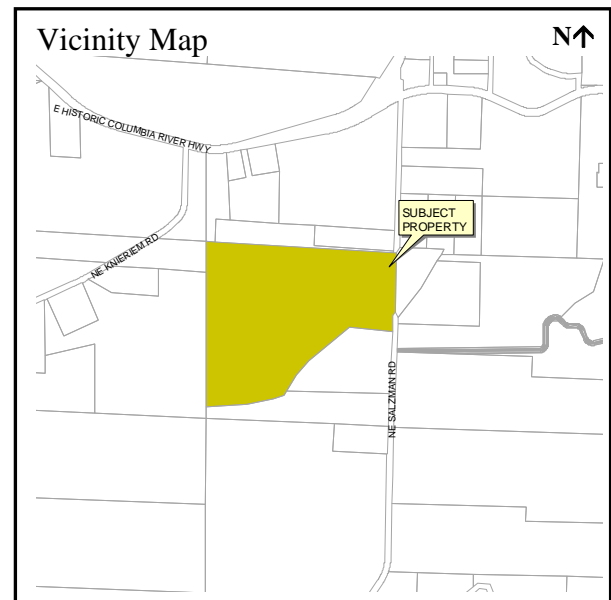 Vicinity Map
N↑
E HISTORIC COLUMBIA RIVER HWY
NE KNIERIEM RD
SUBJECT
PROPERTY
NE SALZMAN RD